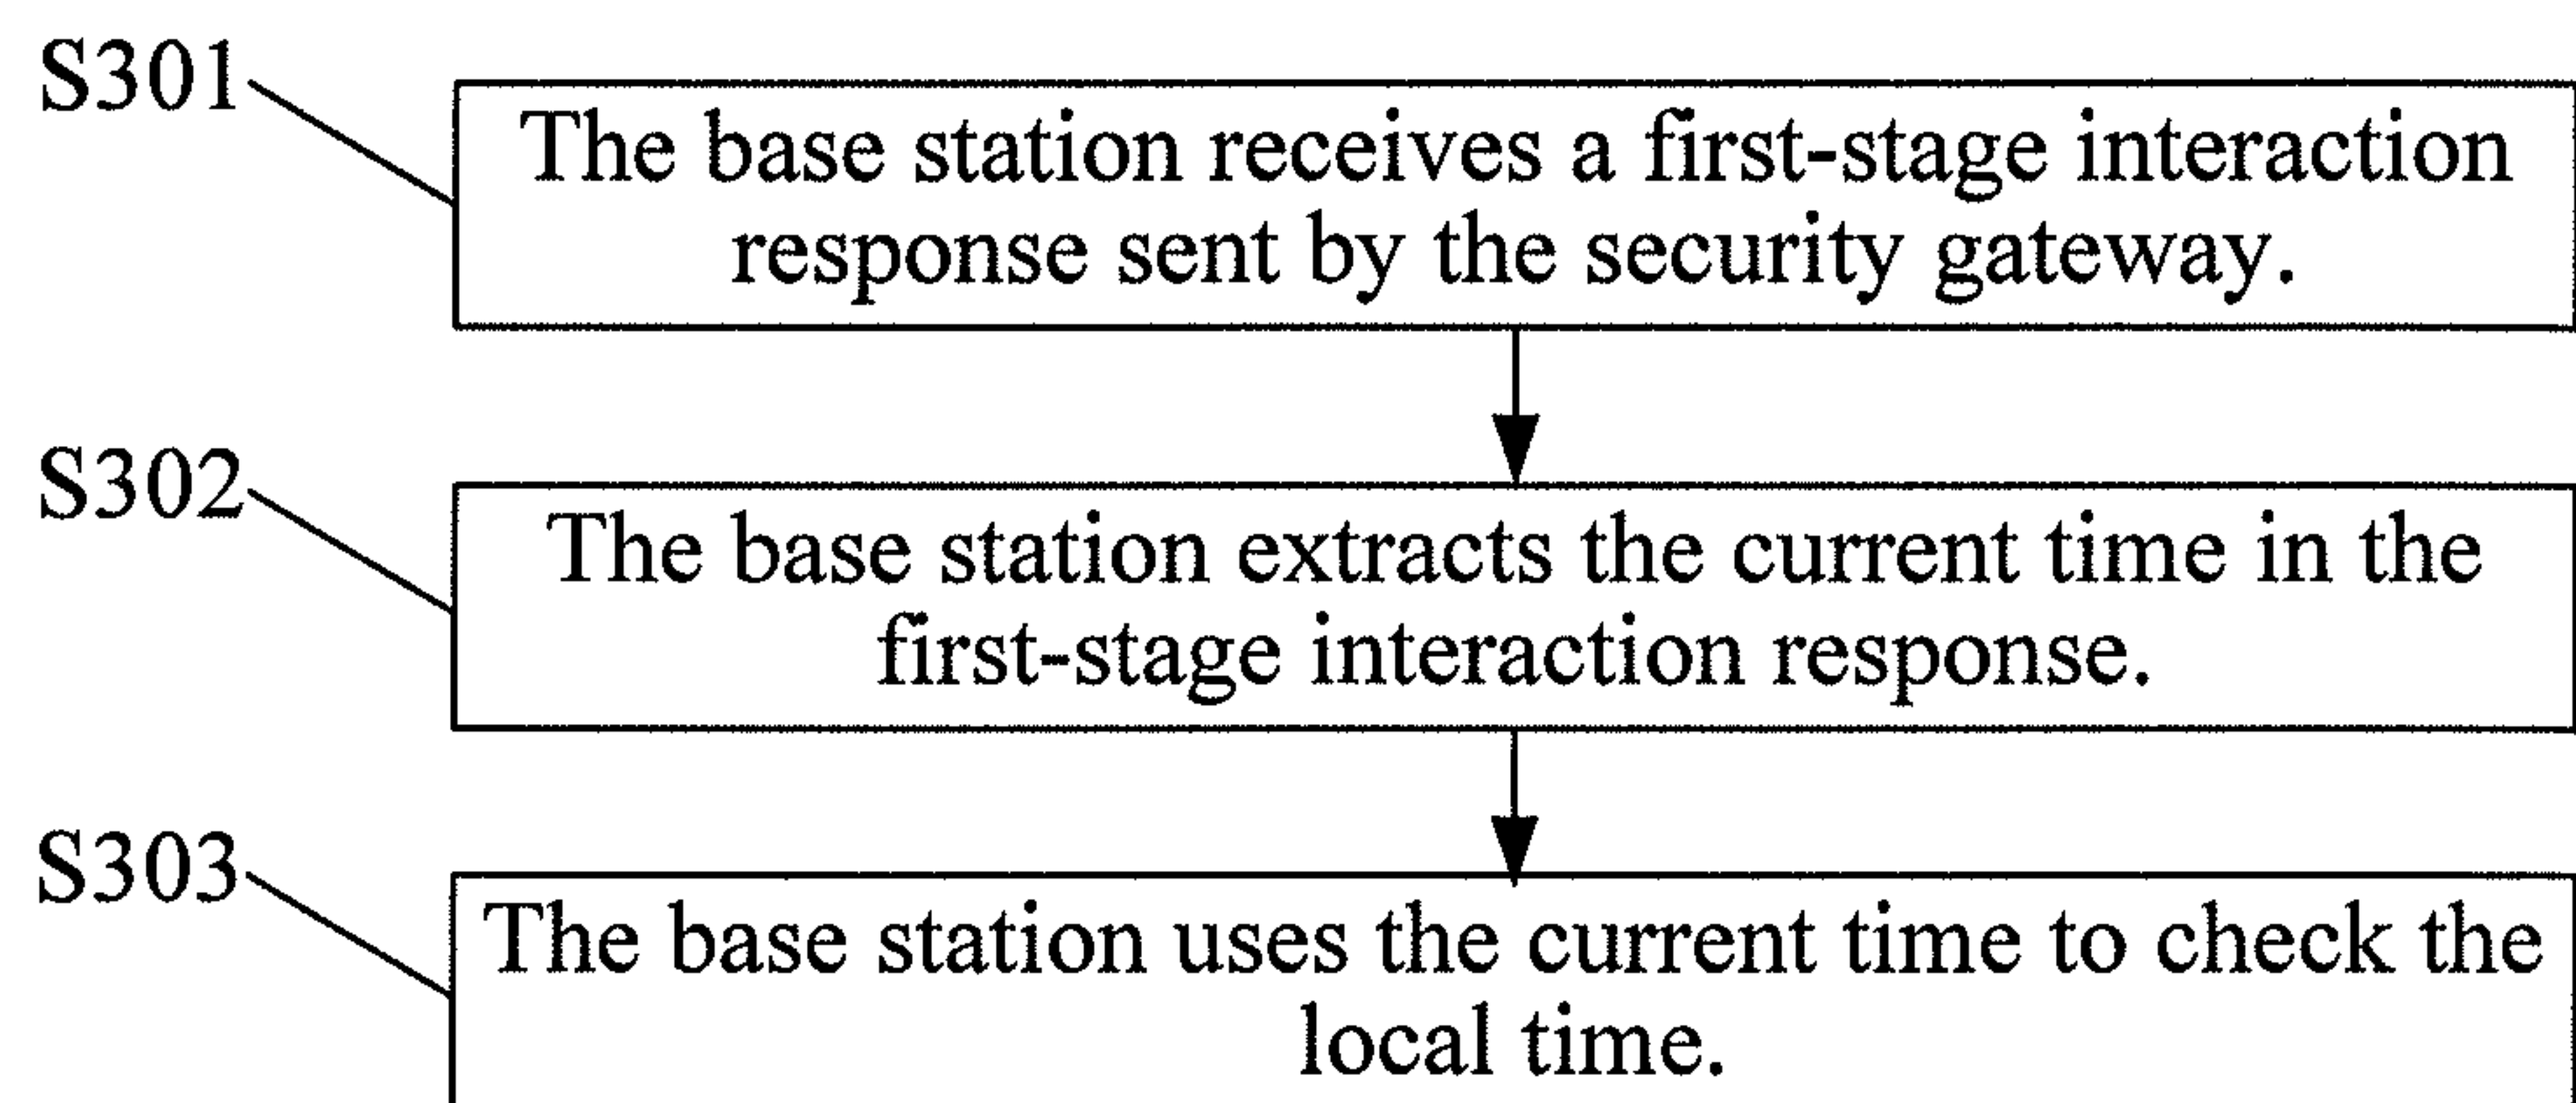 S301
The base station receives a first-stage interaction
response sent by the security gateway.
S302
The base station extracts the current time in the
first-stage interaction response.
S303
The base station uses the current time to check the
local time.